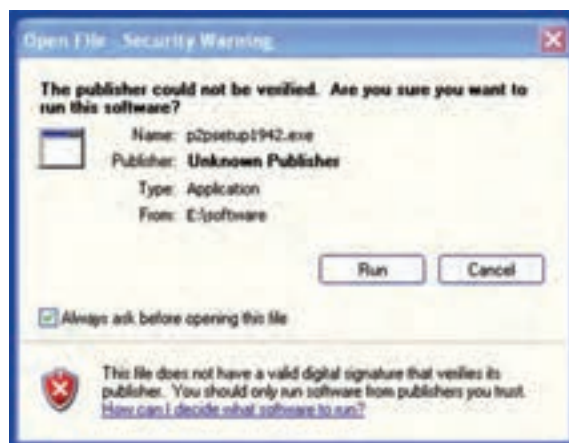 Open File - Security Warning
The publisher could not be verified. Are you sure you want to
run this software?
Name: p2psetup1942.exe
Publisher: Unknown Publisher
Type: Application
From: E:\software
Run Cancel
Always ask before opening this file
This file does not have a valid digital signature that verifies its
publisher. You should only run software from publishers you trust.
How can I decide what software to run?